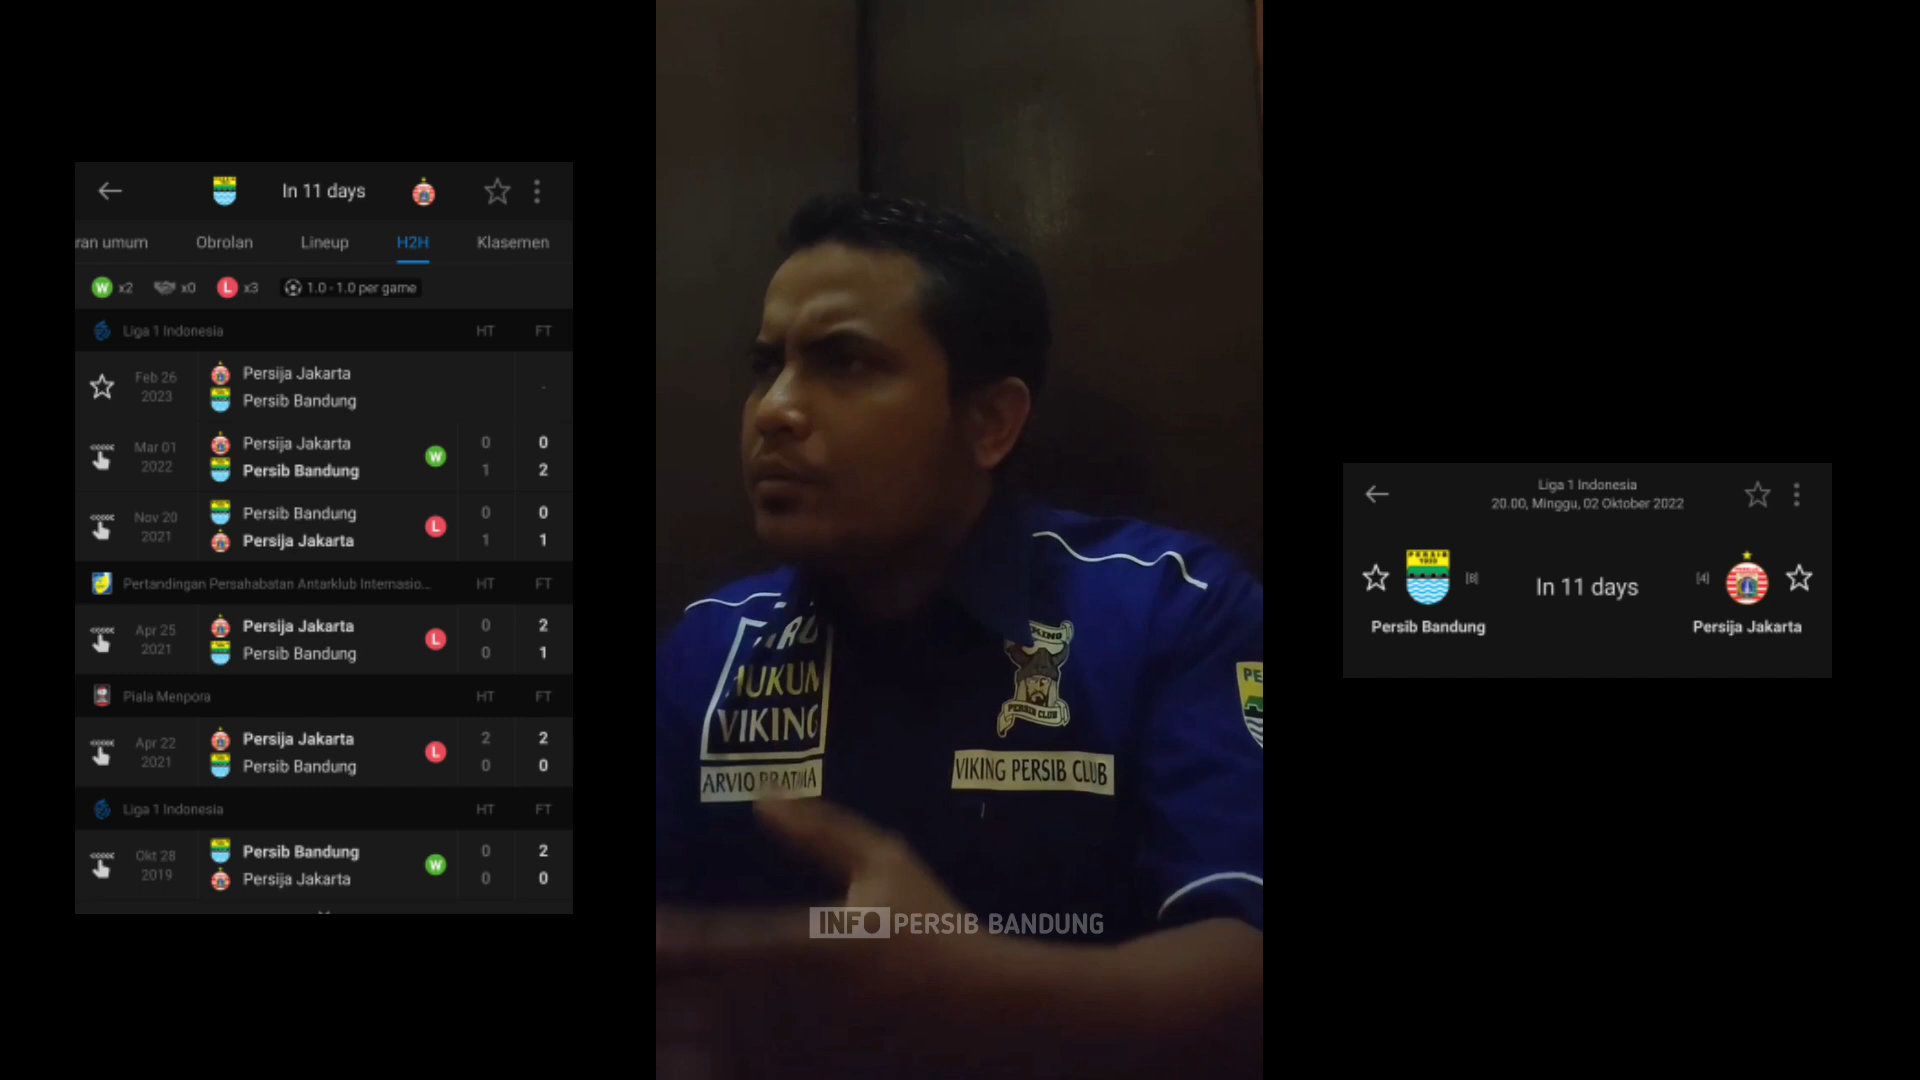 In 11 days
ran umum Obrolan Lineup H2H Klasemen
W x2 x0 L x3 1.0 - 1.0 per game
Liga 1 Indonesia HT FT
Feb 26 2023
Persija Jakarta -
Persib Bandung
Mar 01 2022
Persija Jakarta 0 0
W
Persib Bandung 1 2
Nov 20 2021
Persib Bandung 0 0
L
Persija Jakarta 1 1
Pertandingan Persahabatan Antarklub Internasio... HT FT
Apr 25 2021
Persija Jakarta 0 2
L
Persib Bandung 0 1
Piala Menpora HT FT
Apr 22 2021
Persija Jakarta 2 2
L
Persib Bandung 0 0
Liga 1 Indonesia HT FT
Okt 28 2019
Persib Bandung 0 2
W
Persija Jakarta 0 0
HUKUM
VIKING
ARVIO PRATAMA
PERSIB CLUB
VIKING PERSIB CLUB
PE
INFO PERSIB BANDUNG
Liga 1 Indonesia
20.00, Minggu, 02 Oktober 2022
PERSIB
[8] In 11 days [4]
Persib Bandung Persija Jakarta